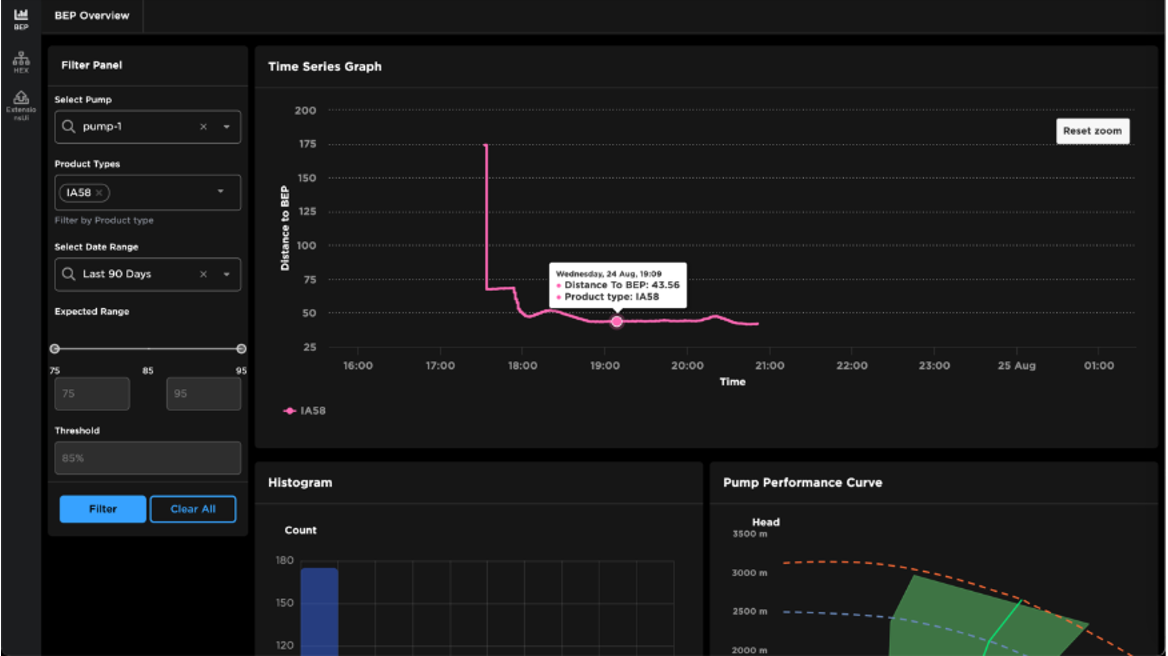 BEP
HEX
Extensio
nsUi
BEP Overview
Filter Panel
Select Pump
pump-1
Product Types
IA58
Filter by Product type
Select Date Range
Last 90 Days
Expected Range
75 85 95
75 95
Threshold
85%
Filter Clear All
Time Series Graph
Reset zoom
Distance to BEP
200
175
150
125
100
75
50
25
Wednesday, 24 Aug, 19:09
Distance To BEP: 43.56
Product type: IA58
16:00 17:00 18:00 19:00 20:00 21:00 22:00 23:00 25 Aug 01:00
Time
IA58
Histogram
Count
180
150
120
Pump Performance Curve
Head
3500 m
3000 m
2500 m
2000 m